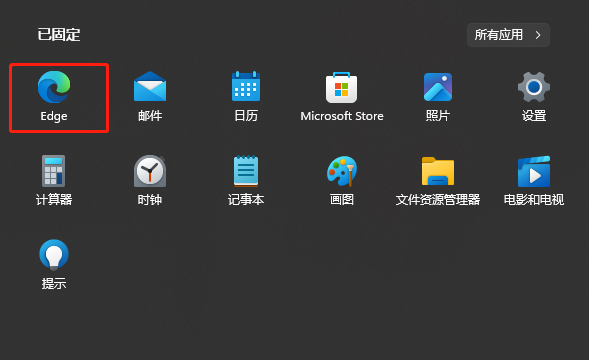 已固定
所有应用
Edge
邮件
日历
Microsoft Store
照片
设置
计算器
时钟
记事本
画图
文件资源管理器
电影和电视
提示